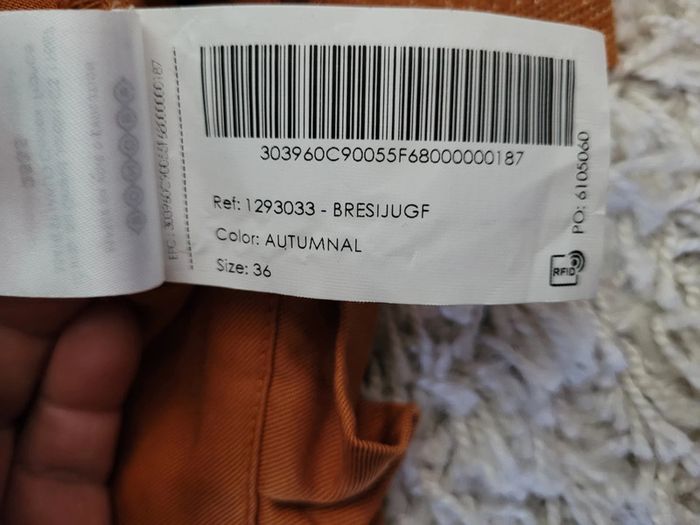 303960C90055F68000000187
Ref: 1293033 - BRESIJUGF
Color: AUTUMNAL
Size: 36
PO: 6105060
RFID